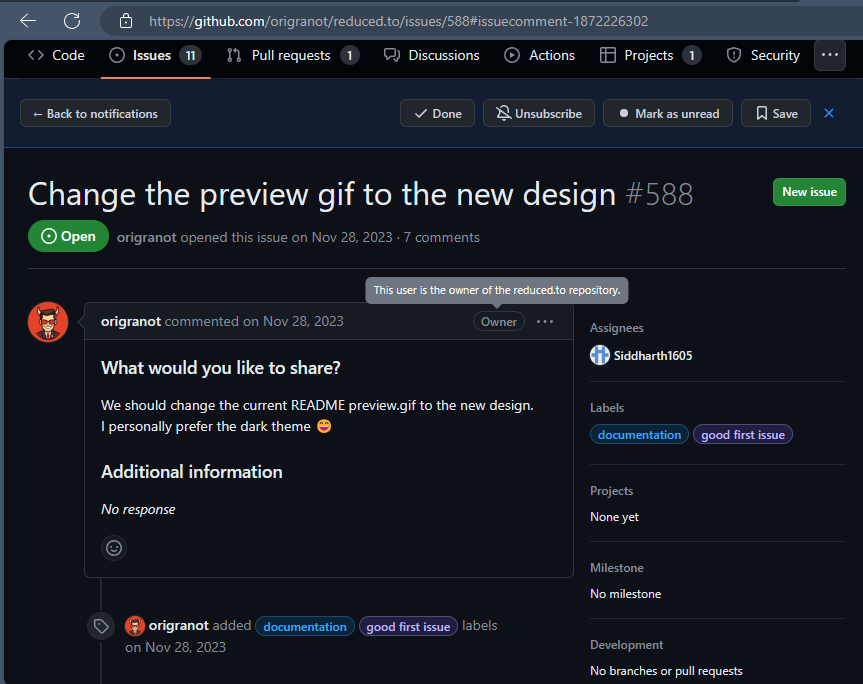 https://github.com/origranot/reduced.to/issues/588#issuecomment-1872226302
Code Issues 11 Pull requests 1 Discussions Actions Projects 1 Security ...
← Back to notifications Done Unsubscribe Mark as unread Save
Change the preview gif to the new design #588 New issue
Open origranot opened this issue on Nov 28, 2023 · 7 comments
This user is the owner of the reduced.to repository.
origranot commented on Nov 28, 2023 Owner ...
What would you like to share?
We should change the current README preview.gif to the new design.
I personally prefer the dark theme 😄
Additional information
No response
origranot added documentation good first issue labels
on Nov 28, 2023
Assignees
Siddharth1605
Labels
documentation good first issue
Projects
None yet
Milestone
No milestone
Development
No branches or pull requests